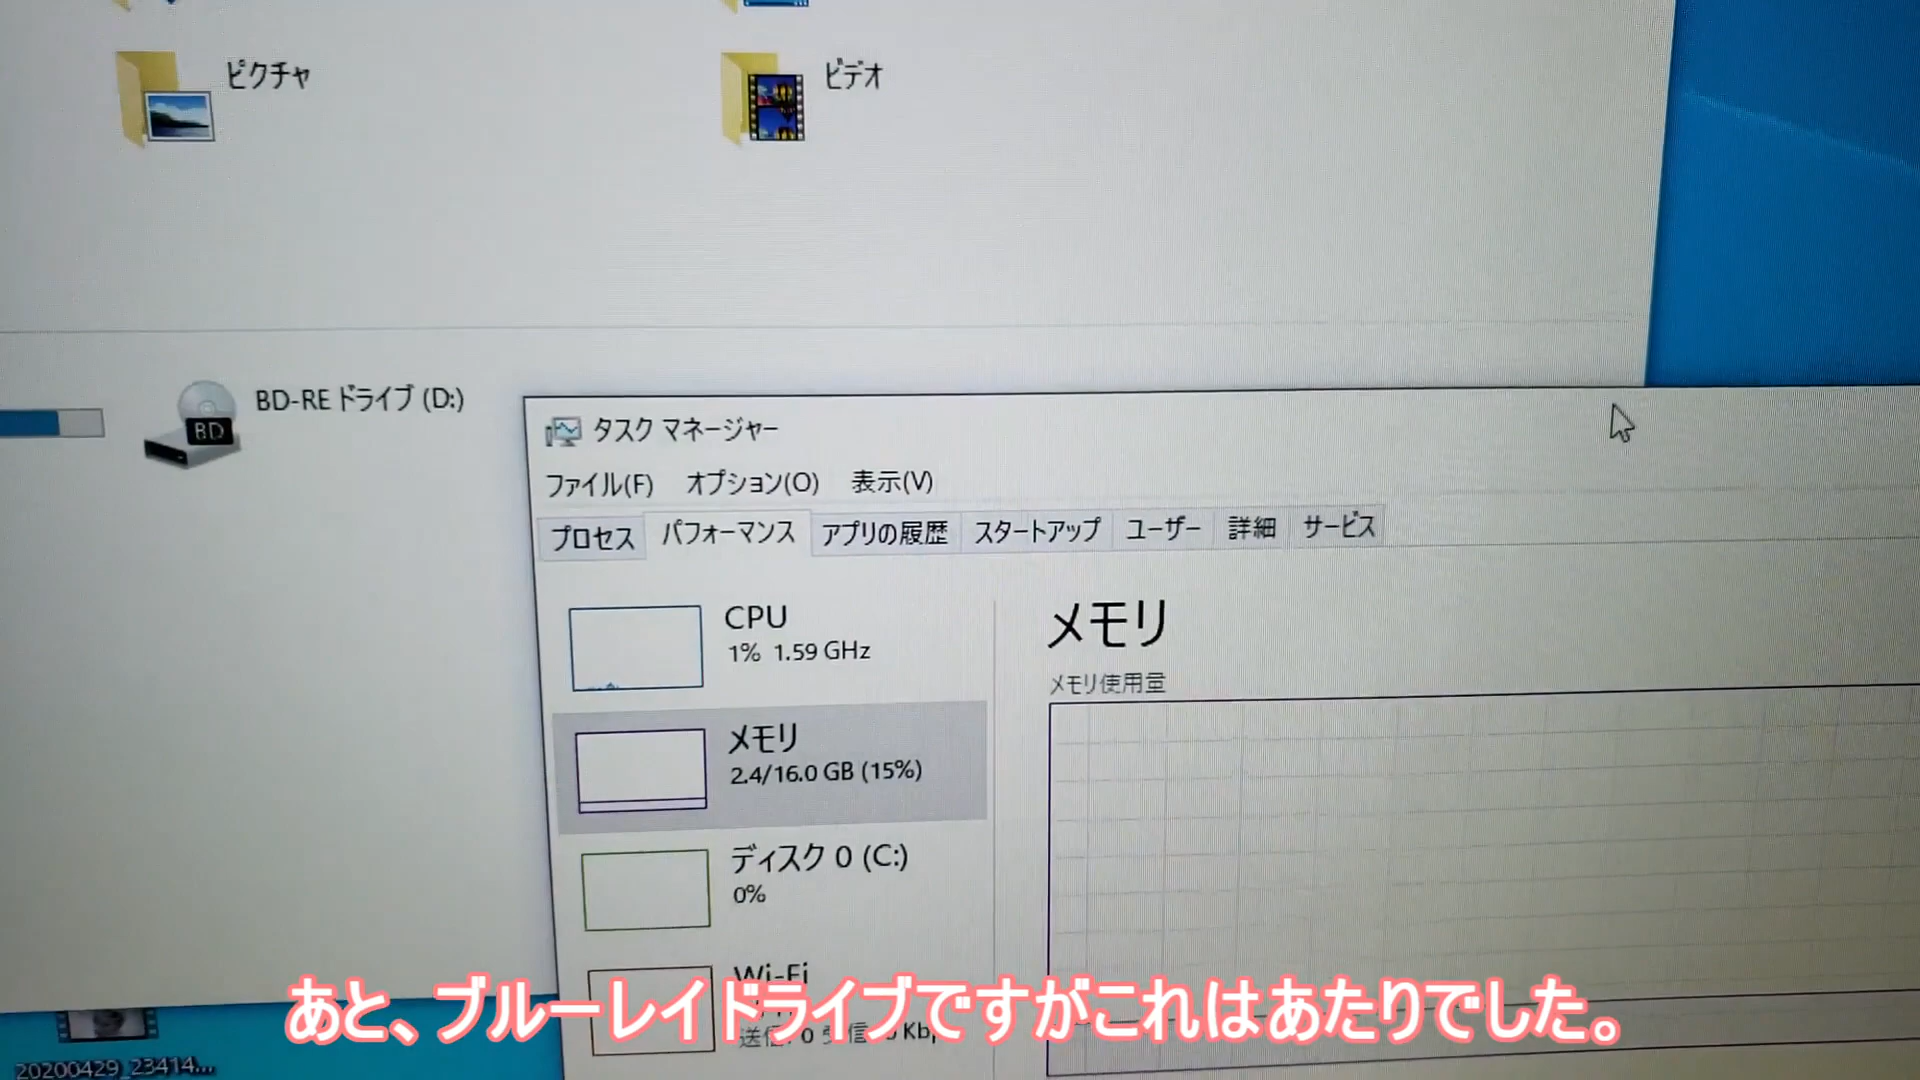 ピクチャ
ビデオ
BD-RE ドライブ (D:)
BD
タスク マネージャー
ファイル(F) オプション(O) 表示(V)
プロセス パフォーマンス アプリの履歴 スタートアップ ユーザー 詳細 サービス
CPU
1% 1.59 GHz
メモリ
2.4/16.0 GB (15%)
ディスク 0 (C:)
0%
Wi-Fi
メモリ
メモリ使用量
あと、ブルーレイドライブですがこれはあたりでした。
20200429_23414...